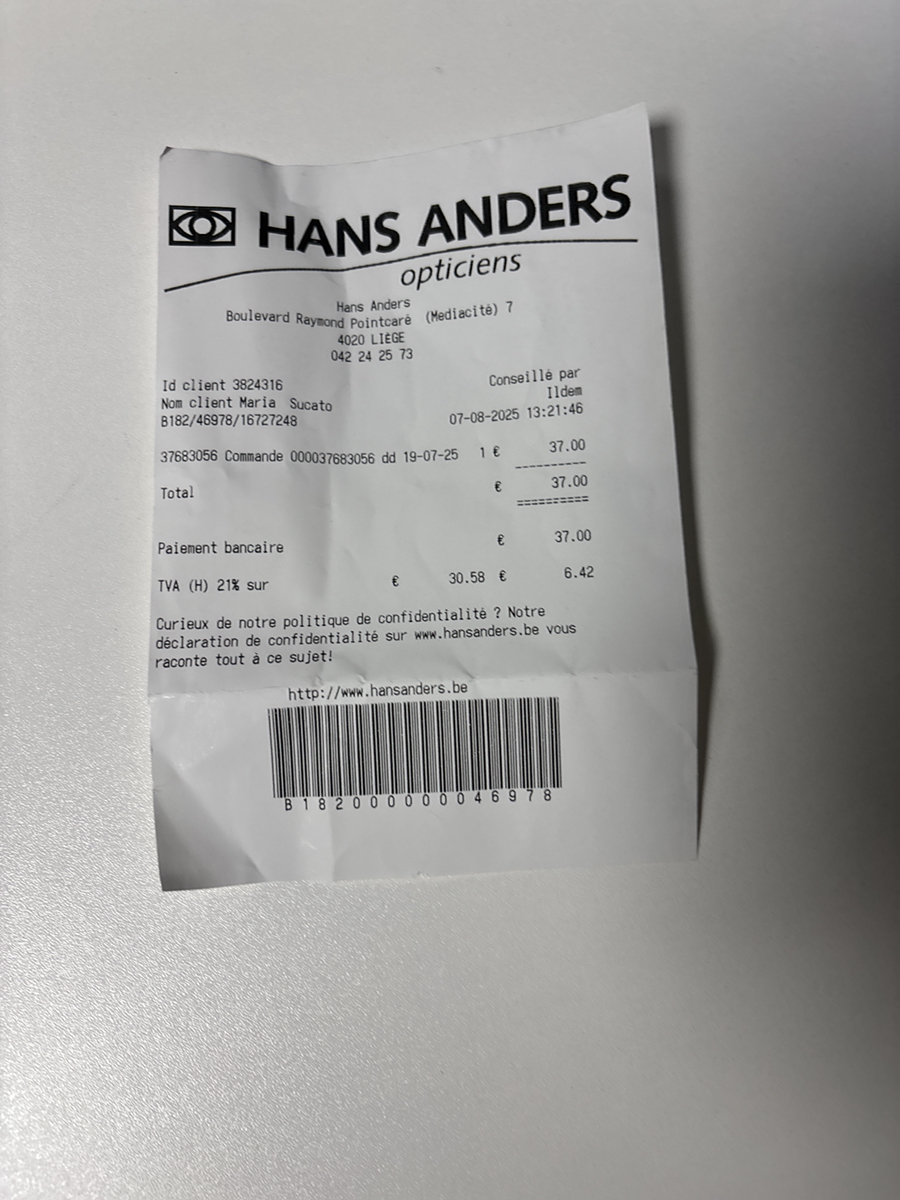 HANS ANDERS
opticiens
Hans Anders
Boulevard Raymond Pointcaré (Mediacité) 7
4020 LIÈGE
042 24 25 73
Id client 3824316
Nom client Maria Sucato
B182/46978/16727248
Conseillé par
Ildem
07-08-2025 13:21:46
37683056 Commande 000037683056 dd 19-07-25 1 € 37.00
----------
Total € 37.00
==========
Paiement bancaire € 37.00
TVA (H) 21% sur € 30.58 € 6.42
Curieux de notre politique de confidentialité ? Notre
déclaration de confidentialité sur www.hansanders.be vous
raconte tout à ce sujet!
http://www.hansanders.be
B182000000046978